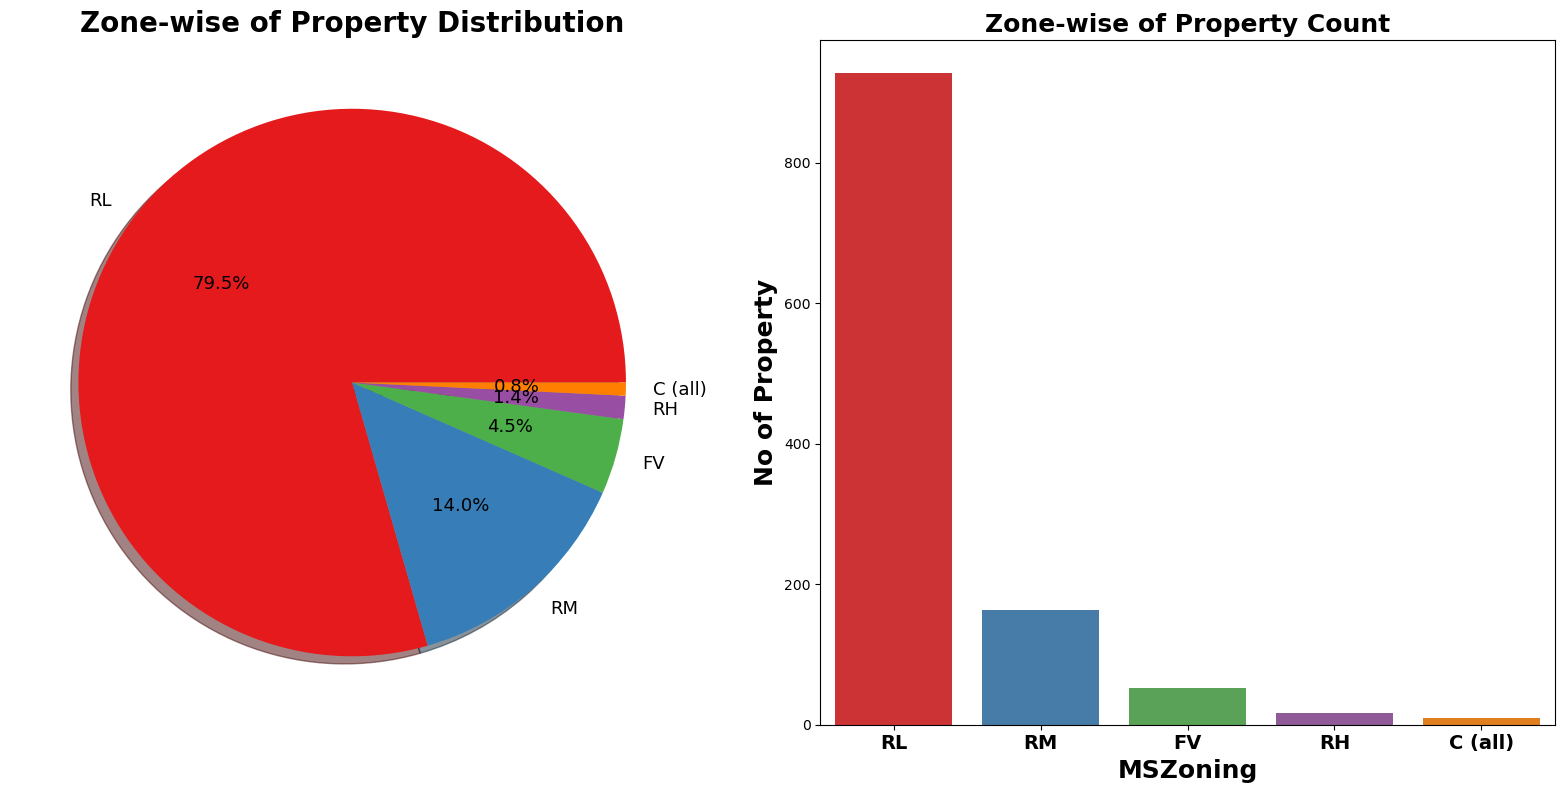 Zone-wise of Property Distribution
RL
79.5%
0.8%
C (all)
1.4%
RH
4.5%
FV
14.0%
RM
Zone-wise of Property Count
No of Property
800
600
400
200
0
RL RM FV RH C (all)
MSZoning